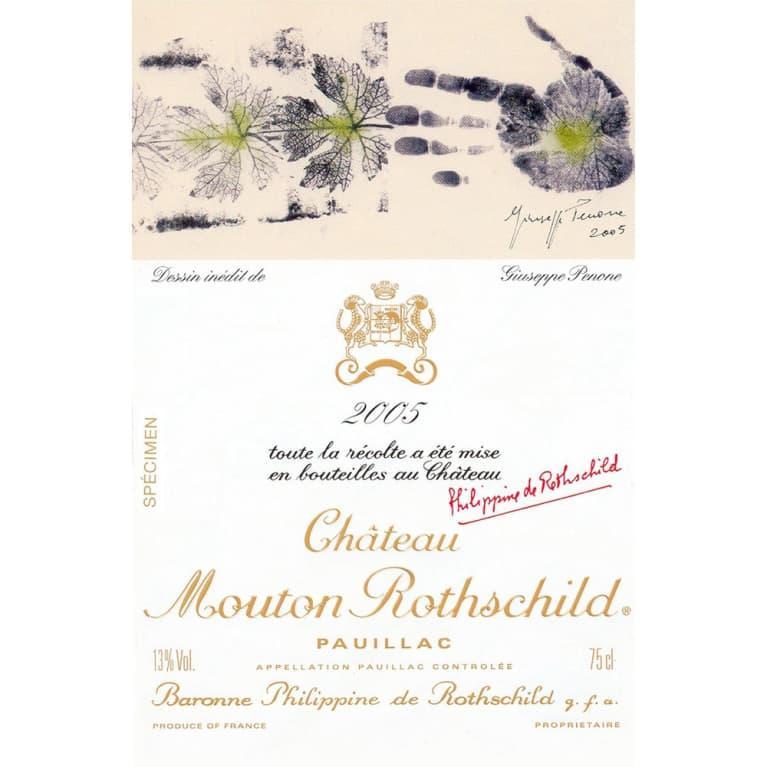 Giuseppe Penone
2005
Dessin inédit de
Giuseppe Penone
2005
SPÉCIMEN
toute la récolte a été mise
en bouteilles au Château
Philippine de Rothschild
Château
Mouton Rothschild®
PAUILLAC
13% Vol.
APPELLATION PAUILLAC CONTROLÉE
75 cl
Baronne Philippine de Rothschild g.f.a.
PRODUCE OF FRANCE
PROPRIETAIRE